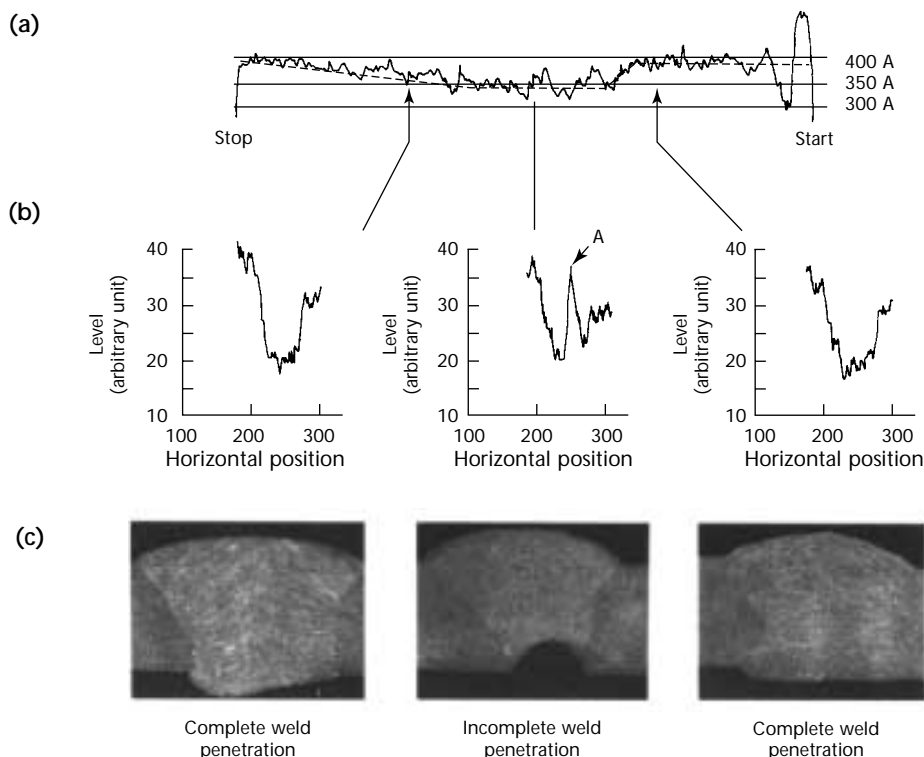 (a)
400 A
350 A
300 A
Stop
Start
(b)
A
40
30
20
10
Level
(arbitrary unit)
100 200 300
Horizontal position
40
30
20
10
Level
(arbitrary unit)
100 200 300
Horizontal position
40
30
20
10
Level
(arbitrary unit)
100 200 300
Horizontal position
(c)
Complete weld
penetration
Incomplete weld
penetration
Complete weld
penetration